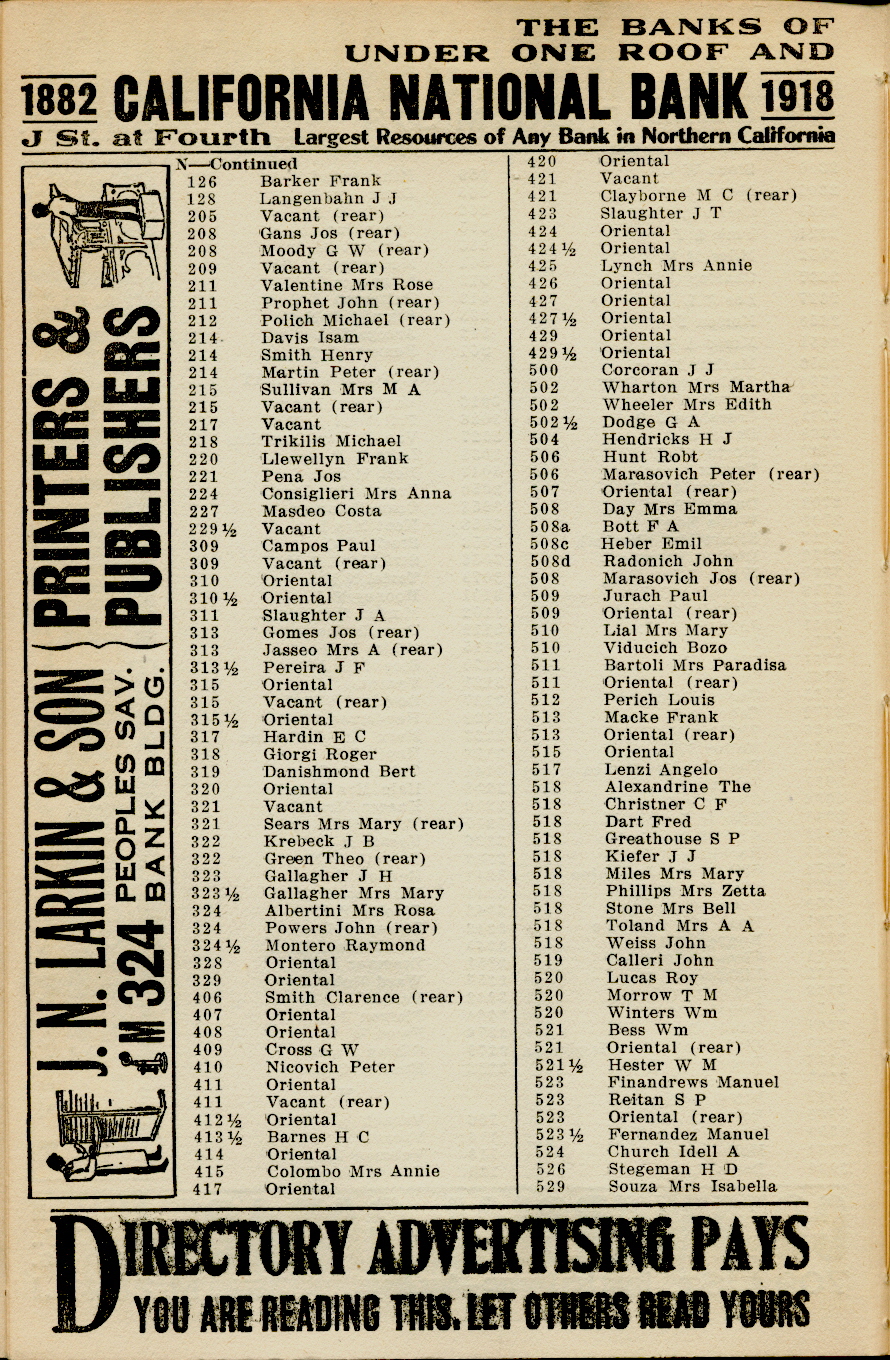 THE BANKS OF
UNDER ONE ROOF AND
1882 CALIFORNIA NATIONAL BANK 1918
J St. at Fourth Largest Resources of Any Bank in Northern California
J. N. LARKIN & SON { PRINTERS & PUBLISHERS
M 324 PEOPLES SAV. BANK BLDG.
N—Continued
126 Barker Frank
128 Langenbahn J J
205 Vacant (rear)
208 Gans Jos (rear)
208 Moody G W (rear)
209 Vacant (rear)
211 Valentine Mrs Rose
211 Prophet John (rear)
212 Polich Michael (rear)
214 Davis Isam
214 Smith Henry
214 Martin Peter (rear)
215 Sullivan Mrs M A
215 Vacant (rear)
217 Vacant
218 Trikilis Michael
220 Llewellyn Frank
221 Pena Jos
224 Consiglieri Mrs Anna
227 Masdeo Costa
229½ Vacant
309 Campos Paul
309 Vacant (rear)
310 Oriental
310½ Oriental
311 Slaughter J A
313 Gomes Jos (rear)
313 Jasseo Mrs A (rear)
313½ Pereira J F
315 Oriental
315 Vacant (rear)
315½ Oriental
317 Hardin E C
318 Giorgi Roger
319 Danishmond Bert
320 Oriental
321 Vacant
321 Sears Mrs Mary (rear)
322 Krebeck J B
322 Green Theo (rear)
323 Gallagher J H
323½ Gallagher Mrs Mary
324 Albertini Mrs Rosa
324 Powers John (rear)
324½ Montero Raymond
328 Oriental
329 Oriental
406 Smith Clarence (rear)
407 Oriental
408 Oriental
409 Cross G W
410 Nicovich Peter
411 Oriental
411 Vacant (rear)
412½ Oriental
413½ Barnes H C
414 Oriental
415 Colombo Mrs Annie
417 Oriental
420 Oriental
421 Vacant
421 Clayborne M C (rear)
423 Slaughter J T
424 Oriental
424½ Oriental
425 Lynch Mrs Annie
426 Oriental
427 Oriental
427½ Oriental
429 Oriental
429½ Oriental
500 Corcoran J J
502 Wharton Mrs Martha
502 Wheeler Mrs Edith
502½ Dodge G A
504 Hendricks H J
506 Hunt Robt
506 Marasovich Peter (rear)
507 Oriental (rear)
508 Day Mrs Emma
508a Bott F A
508c Heber Emil
508d Radonich John
508 Marasovich Jos (rear)
509 Jurach Paul
509 Oriental (rear)
510 Lial Mrs Mary
510 Viducich Bozo
511 Bartoli Mrs Paradisa
511 Oriental (rear)
512 Perich Louis
513 Macke Frank
513 Oriental (rear)
515 Oriental
517 Lenzi Angelo
518 Alexandrine The
518 Christner C F
518 Dart Fred
518 Greathouse S P
518 Kiefer J J
518 Miles Mrs Mary
518 Phillips Mrs Zetta
518 Stone Mrs Bell
518 Toland Mrs A A
518 Weiss John
519 Calleri John
520 Lucas Roy
520 Morrow T M
520 Winters Wm
521 Bess Wm
521 Oriental (rear)
521½ Hester W M
523 Finandrews Manuel
523 Reitan S P
523 Oriental (rear)
523½ Fernandez Manuel
524 Church Idell A
526 Stegeman H D
529 Souza Mrs Isabella
DIRECTORY ADVERTISING PAYS
YOU ARE READING THIS. LET OTHERS READ YOURS